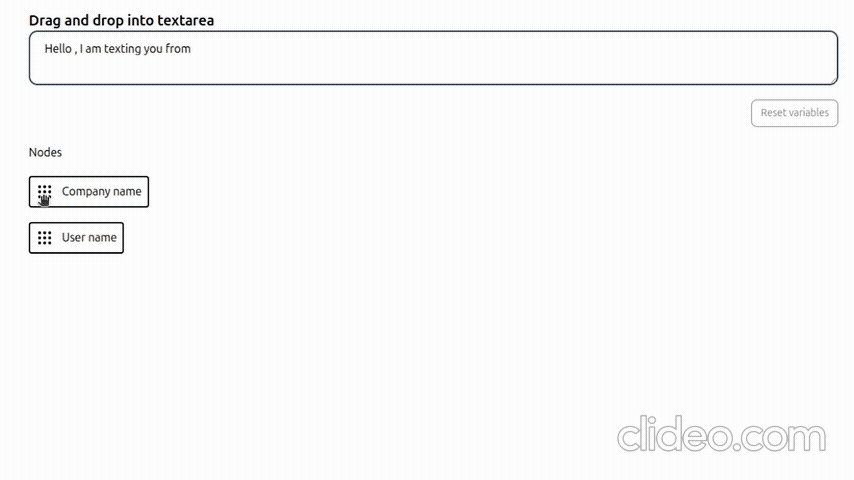 Drag and drop into textarea
Hello , I am texting you from
Reset variables
Nodes
Company name
User name
clideo.com